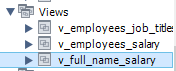 Views
v_employees_job_titles
v_employees_salary
v_full_name_salary